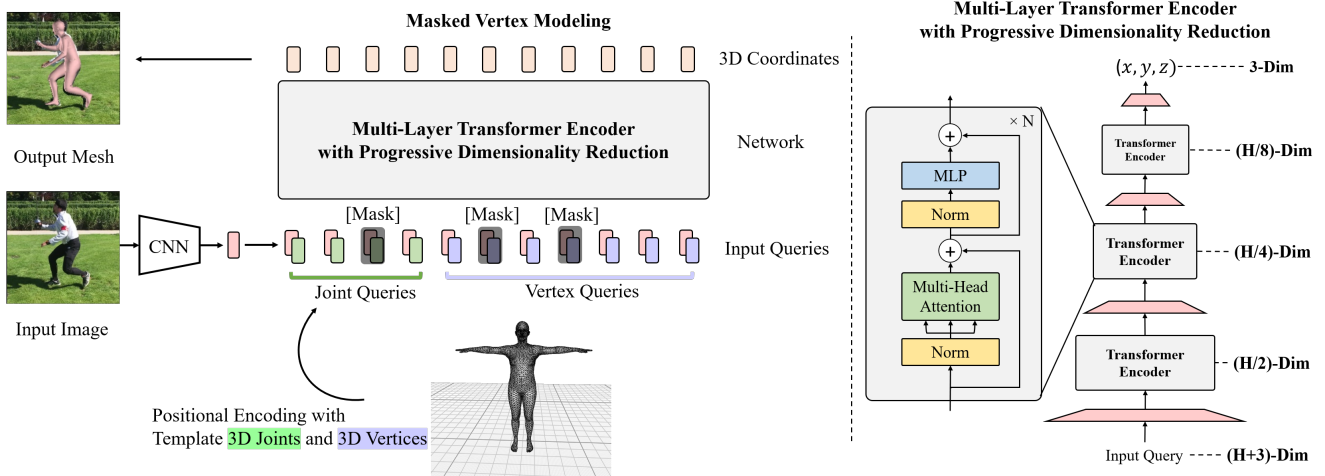 Masked Vertex Modeling
3D Coordinates
Multi-Layer Transformer Encoder
with Progressive Dimensionality Reduction
Network
Output Mesh
[Mask]
[Mask]
[Mask]
CNN
Input Queries
Joint Queries
Vertex Queries
Input Image
Positional Encoding with
Template 3D Joints and 3D Vertices
Multi-Layer Transformer Encoder
with Progressive Dimensionality Reduction
(x, y, z)
3-Dim
× N
+
MLP
Norm
+
Multi-Head
Attention
Norm
Transformer
Encoder
(H/8)-Dim
Transformer
Encoder
(H/4)-Dim
Transformer
Encoder
(H/2)-Dim
Input Query
(H+3)-Dim